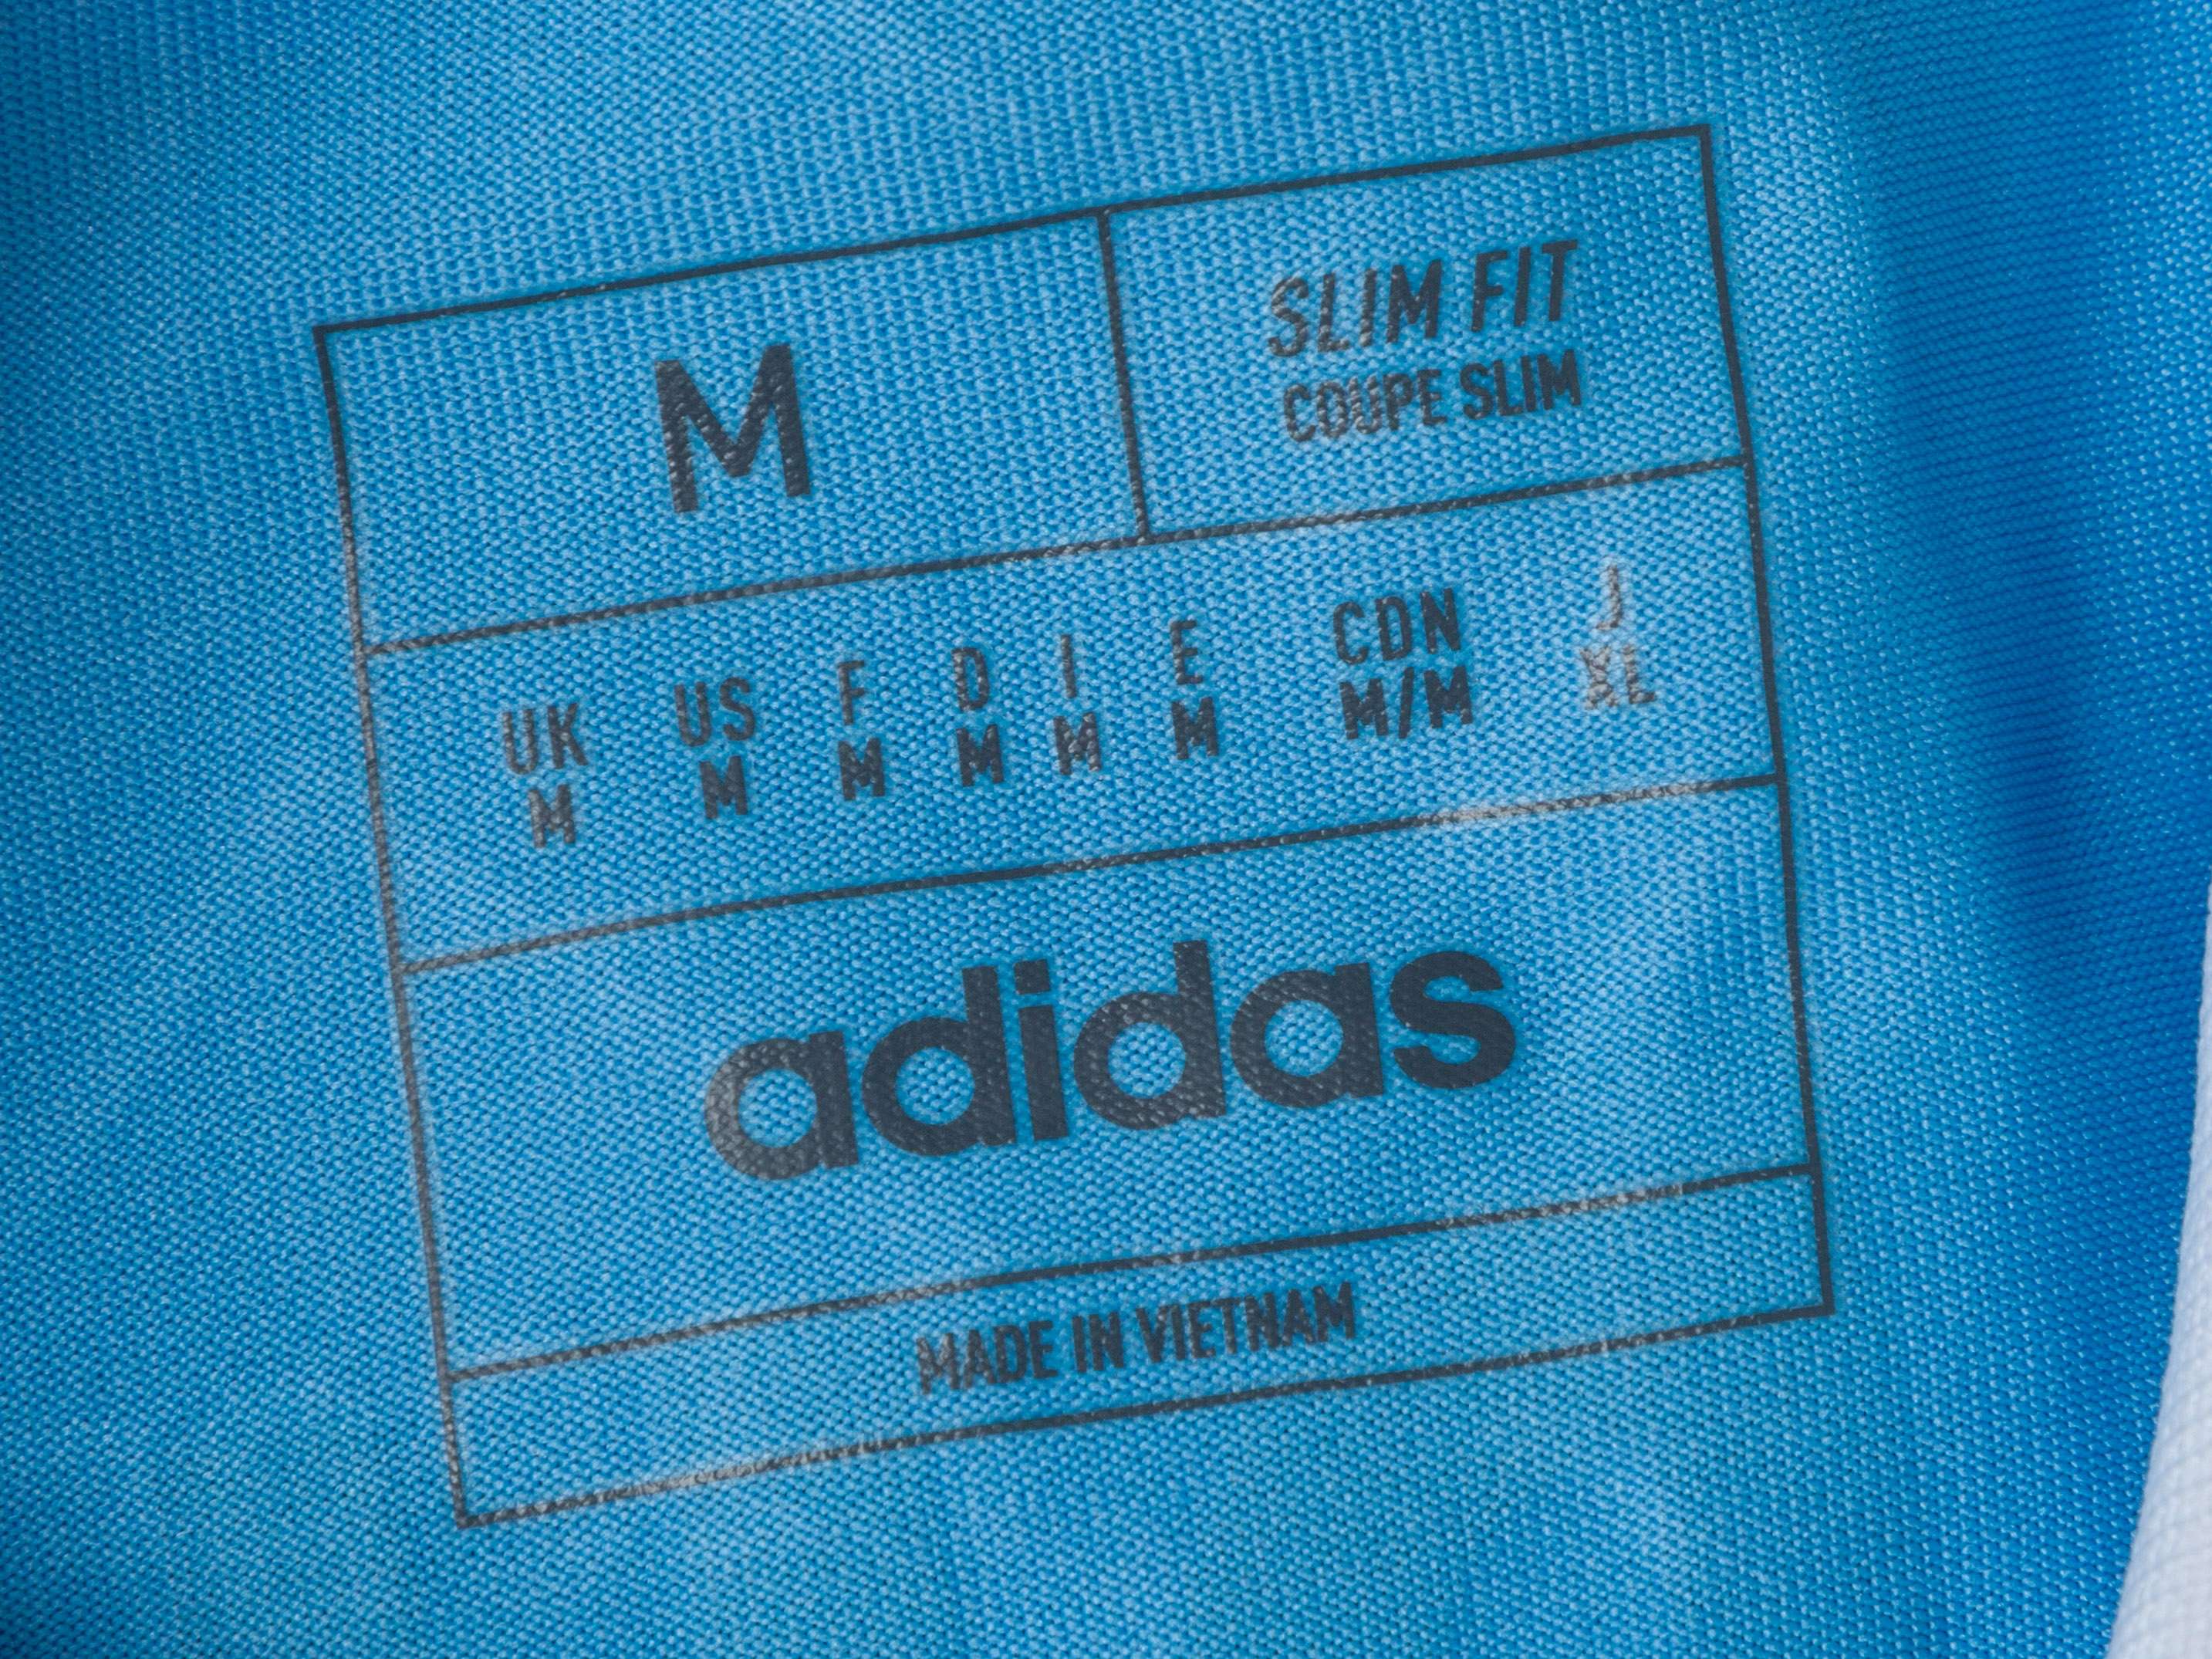 M
SLIM FIT
COUPE SLIM
UK US F D I E CDN J
M M M M M M M/M XL
adidas
MADE IN VIETNAM